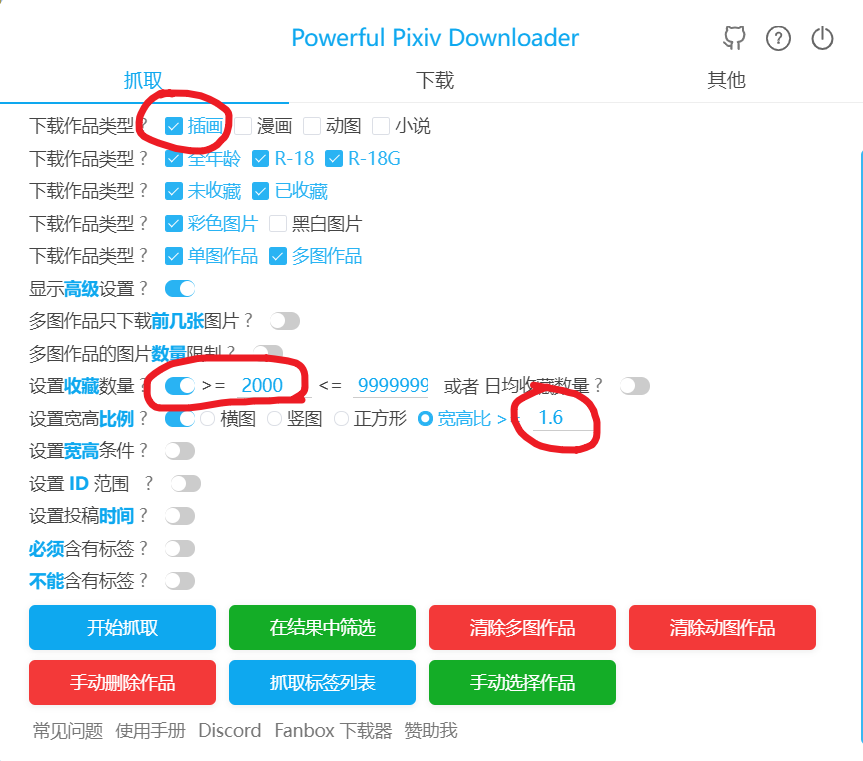 Powerful Pixiv Downloader
抓取 下载 其他
下载作品类型? 插画 漫画 动图 小说
下载作品类型? 全年龄 R-18 R-18G
下载作品类型? 未收藏 已收藏
下载作品类型? 彩色图片 黑白图片
下载作品类型? 单图作品 多图作品
显示高级设置?
多图作品只下载前几张图片?
多图作品的图片数量限制?
设置收藏数量? >= 2000 <= 9999999 或者 日均收藏数量?
设置宽高比例? 横图 竖图 正方形 宽高比 >= 1.6
设置宽高条件?
设置 ID 范围 ?
设置投稿时间?
必须含有标签?
不能含有标签?
开始抓取 在结果中筛选 清除多图作品 清除动图作品
手动删除作品 抓取标签列表 手动选择作品
常见问题 使用手册 Discord Fanbox 下载器 赞助我